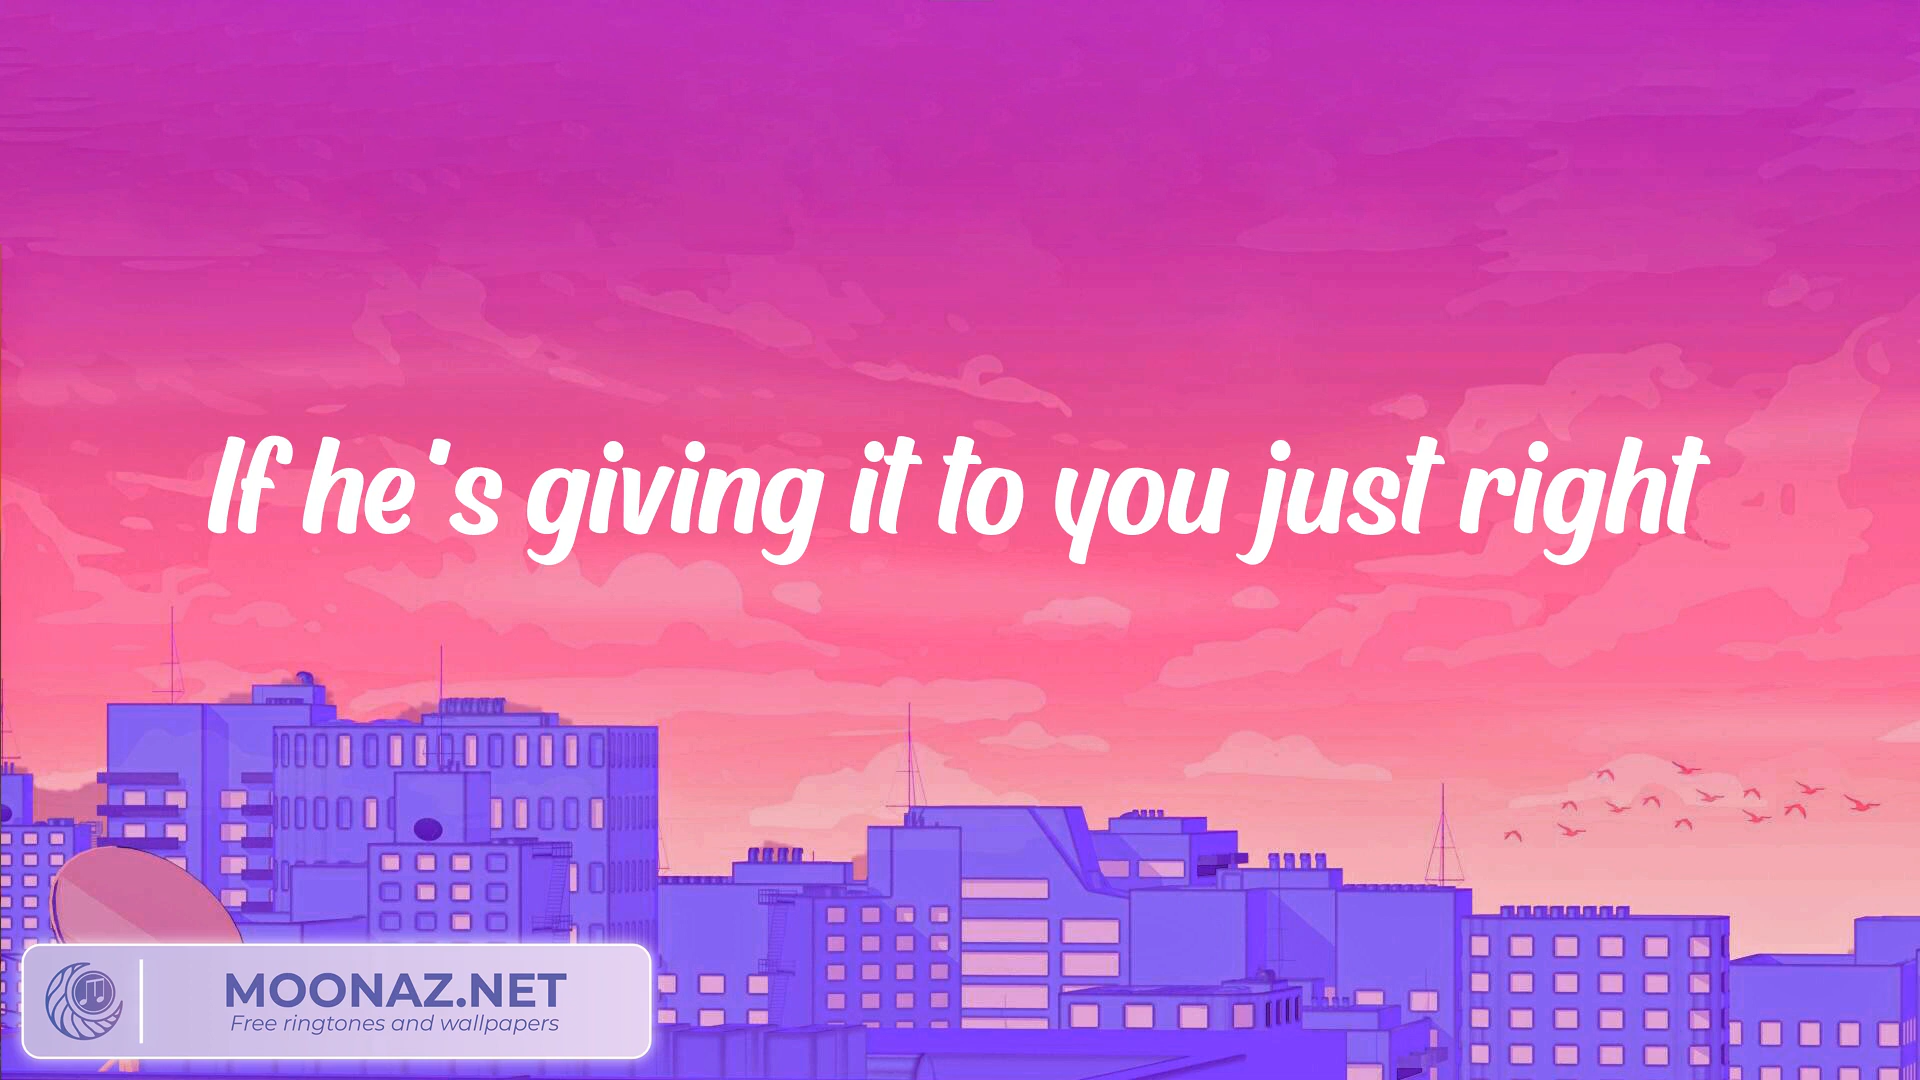 If he's giving it to you just right
MOONAZ.NET
Free ringtones and wallpapers